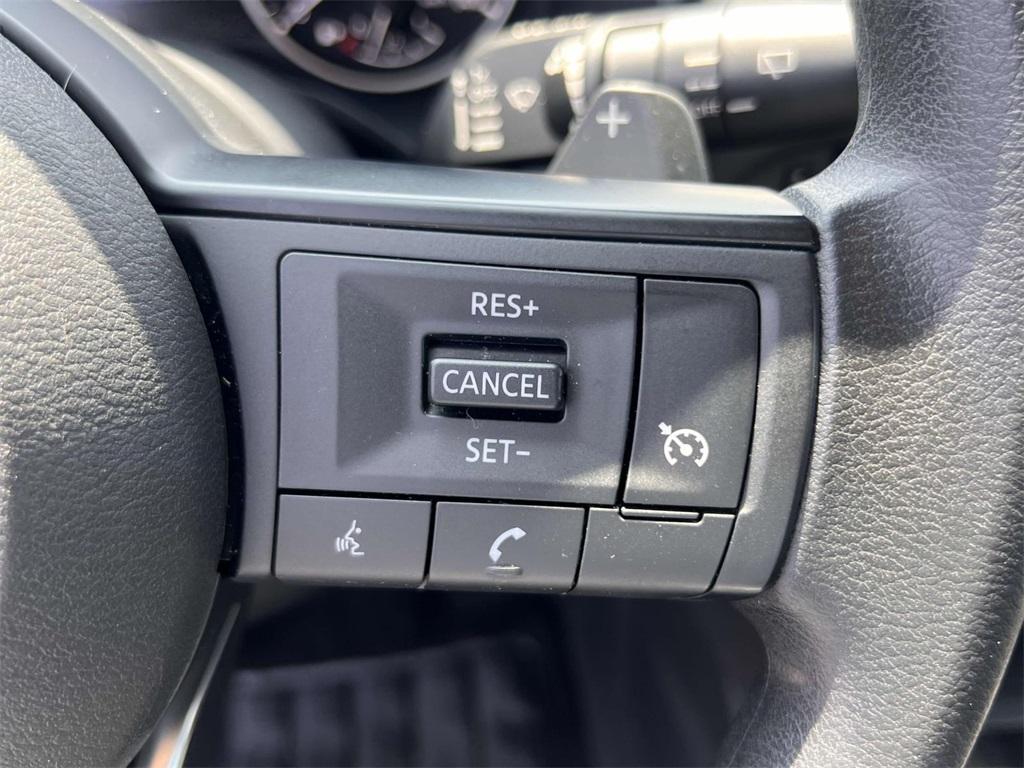 +
RES+
CANCEL
SET-